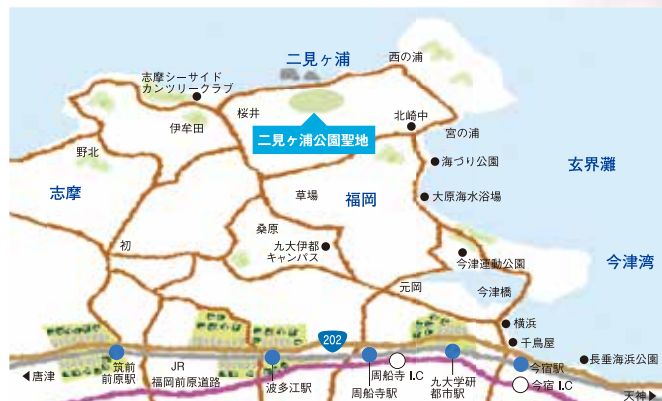 二見ヶ浦
西の浦
志摩シーサイド
カンツリークラブ
桜井
北崎中
伊牟田
二見ヶ浦公園聖地
宮の浦
野北
海づり公園
玄界灘
志摩
草場
福岡
大原海水浴場
桑原
初
九大伊都
キャンパス
今津運動公園
今津湾
元岡
今津橋
横浜
202
千鳥屋
筑前
前原駅
JR
福岡前原道路
波多江駅
周船寺 I.C
周船寺駅
九大学研
都市駅
今宿駅
長垂海浜公園
今宿 I.C
◀唐津
天神▶